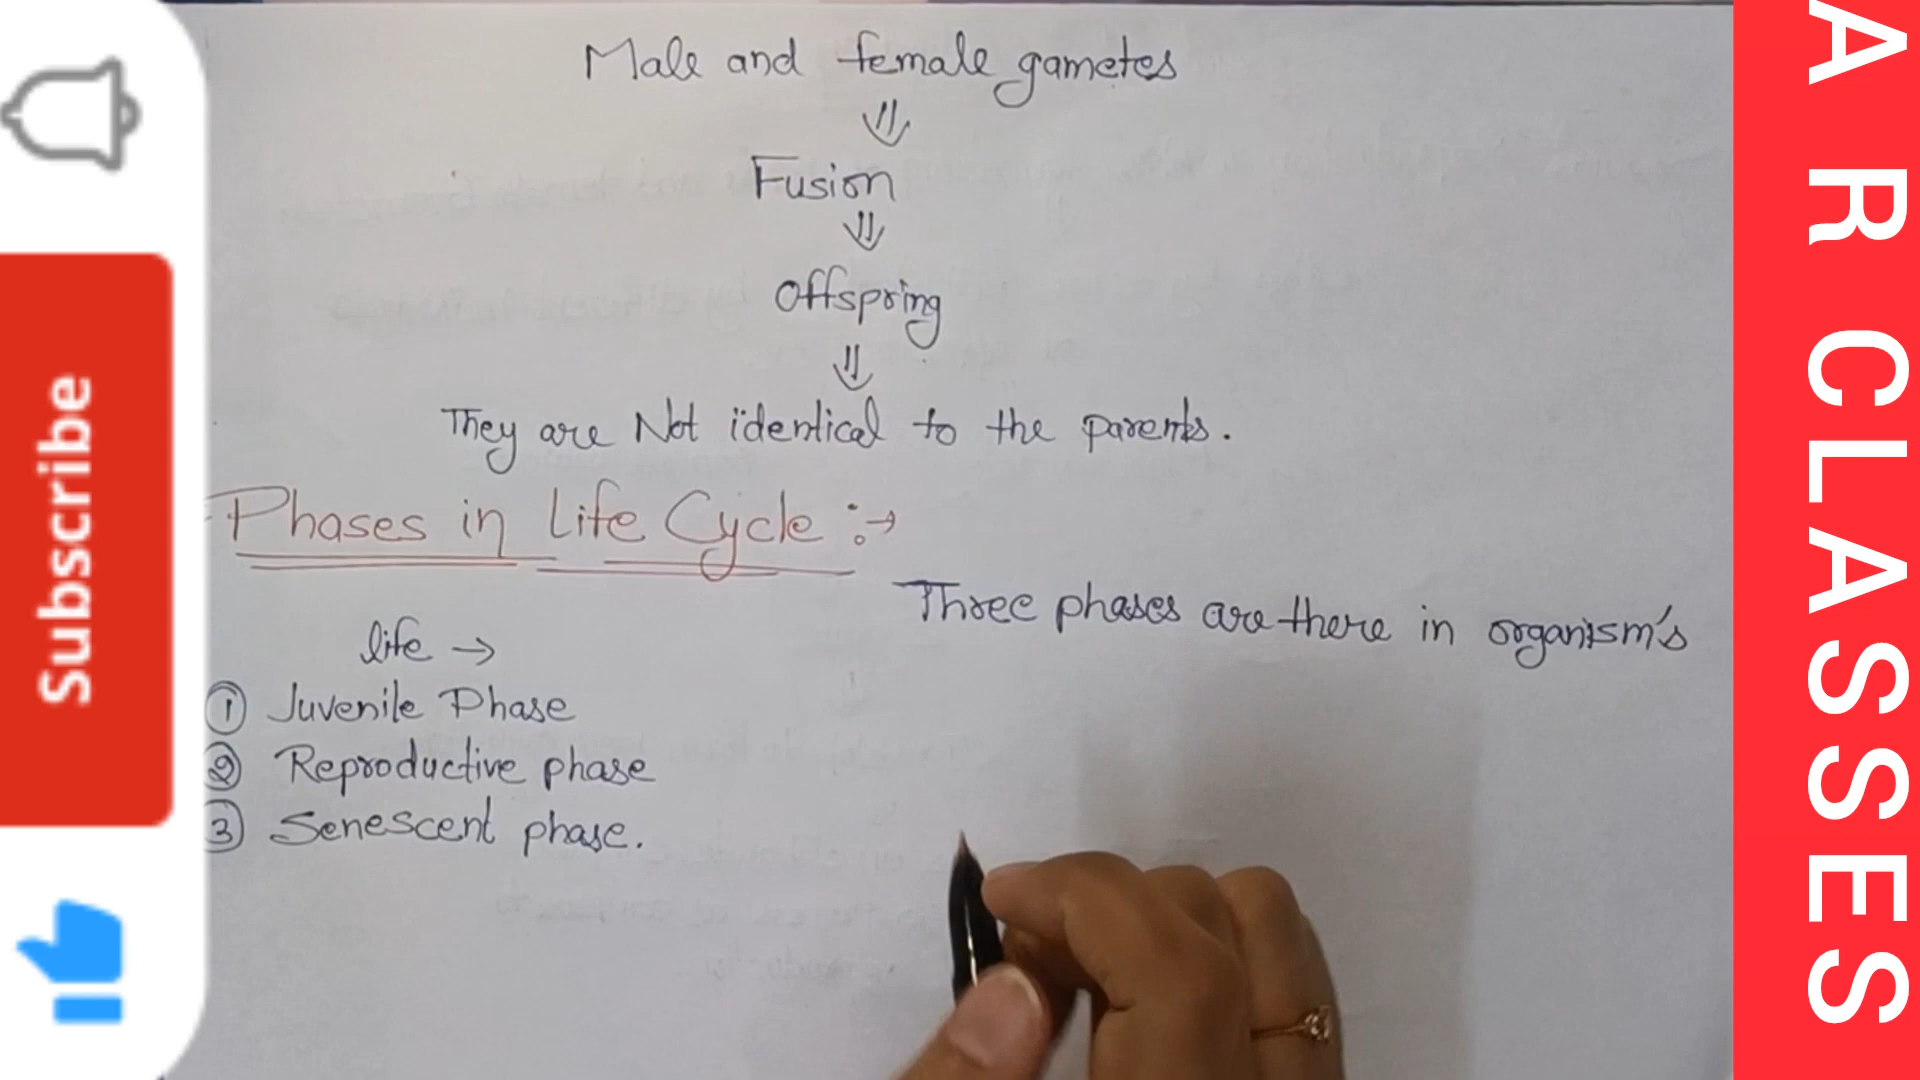 Male and female gametes
⇓
Fusion
⇓
Offspring
⇓
They are Not identical to the parents.
Phases in Life Cycle :→
Three phases are there in organism's
life →
① Juvenile Phase
② Reproductive phase
③ Senescent phase.
Subscribe
A R CLASSES